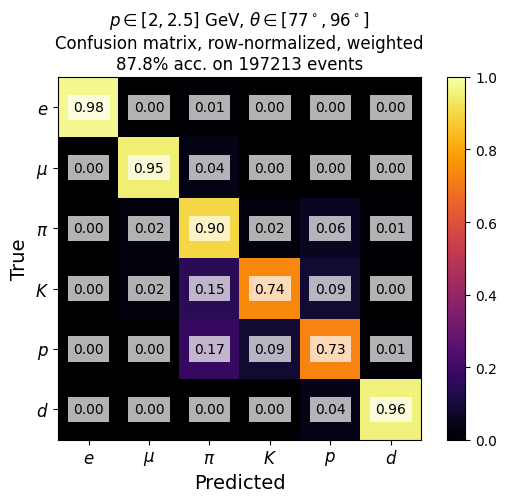 p ∈ [2, 2.5] GeV, θ ∈ [77°, 96°]
Confusion matrix, row-normalized, weighted
87.8% acc. on 197213 events
True
e 0.98 0.00 0.01 0.00 0.00 0.00
μ 0.00 0.95 0.04 0.00 0.00 0.00
π 0.00 0.02 0.90 0.02 0.06 0.01
K 0.00 0.02 0.15 0.74 0.09 0.00
p 0.00 0.00 0.17 0.09 0.73 0.01
d 0.00 0.00 0.00 0.00 0.04 0.96
e μ π K p d
Predicted
1.0
0.8
0.6
0.4
0.2
0.0